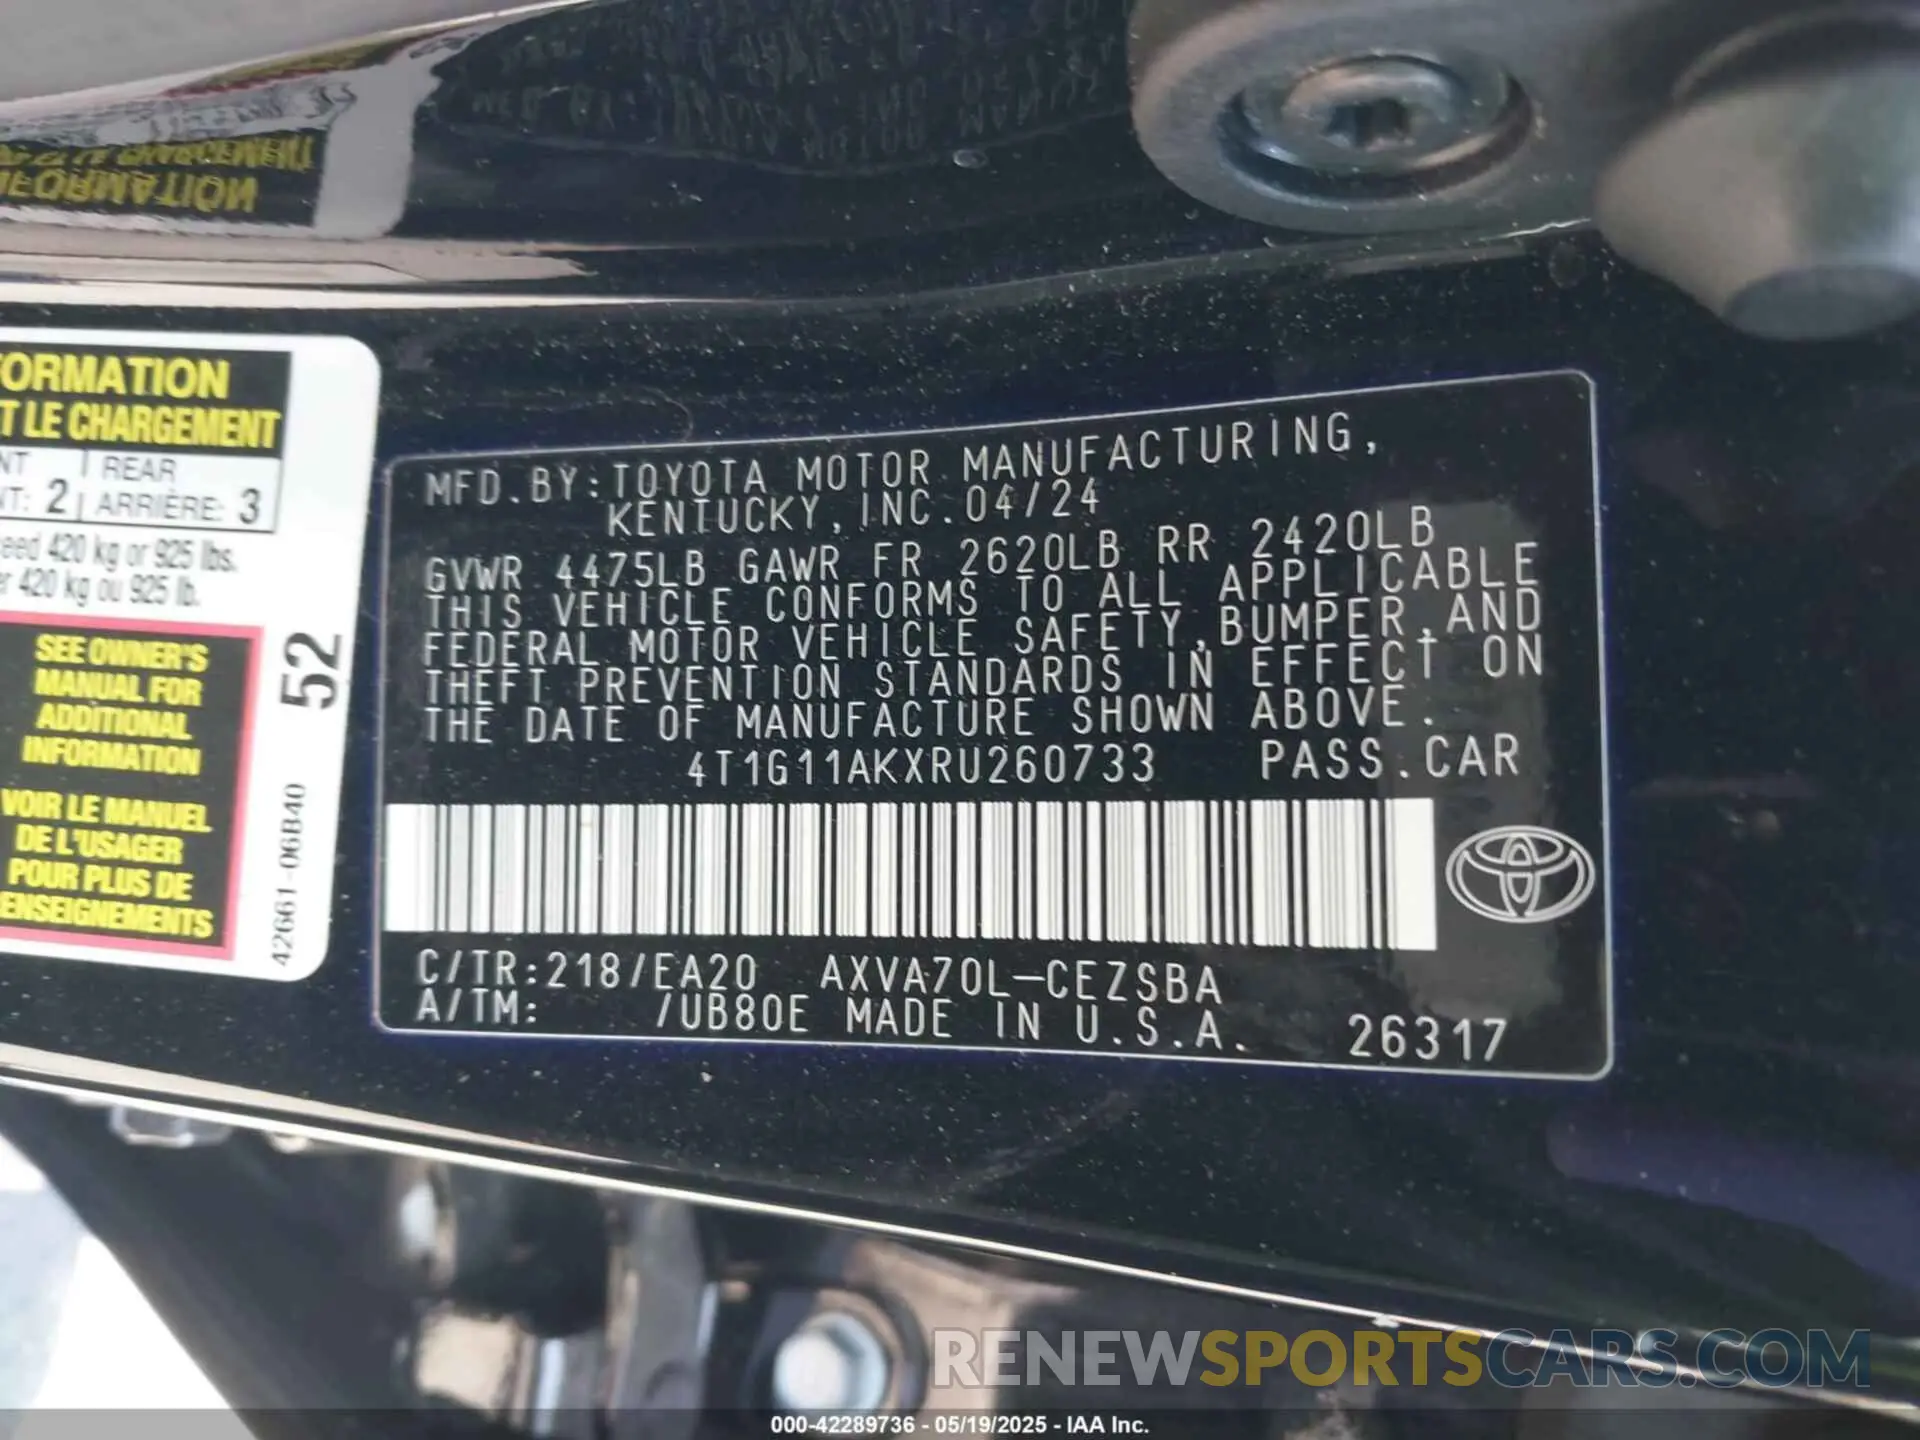 FORMATION
T LE CHARGEMENT
NT | REAR
NT: 2 | ARRIÈRE: 3
eed 420 kg or 925 lbs.
er 420 kg ou 925 lb.
SEE OWNER'S
MANUAL FOR
ADDITIONAL
INFORMATION
VOIR LE MANUEL
DE L'USAGER
POUR PLUS DE
ENSEIGNEMENTS
52
42661-06B40
MFD.BY:TOYOTA MOTOR MANUFACTURING,
KENTUCKY,INC.04/24
GVWR 4475LB GAWR FR 2620LB RR 2420LB
THIS VEHICLE CONFORMS TO ALL APPLICABLE
FEDERAL MOTOR VEHICLE SAFETY,BUMPER,AND
THEFT PREVENTION STANDARDS IN EFFECT ON
THE DATE OF MANUFACTURE SHOWN ABOVE.
4T1G11AKXRU260733 PASS.CAR
C/TR:218/EA20 AXVA70L-CEZSBA
A/TM: /UB80E MADE IN U.S.A. 26317
RENEWSPORTSCARS.COM
000-42289736 - 05/19/2025 - IAA Inc.